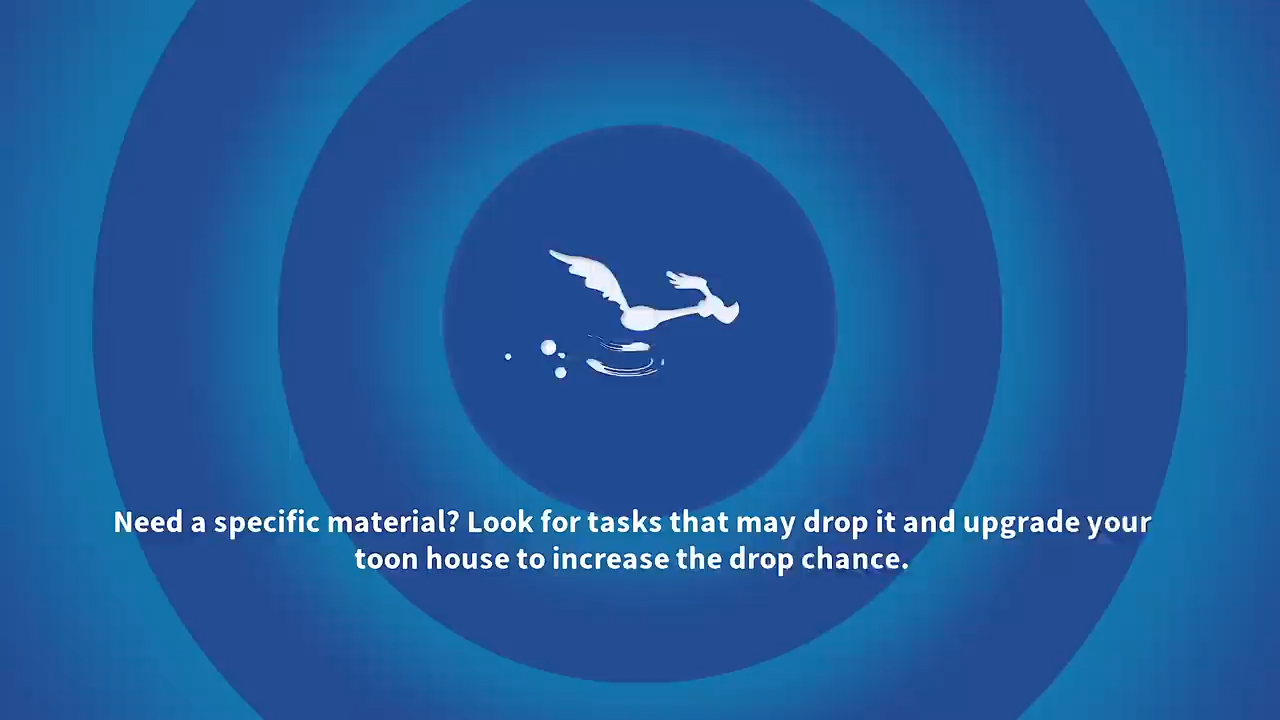 Need a specific material? Look for tasks that may drop it and upgrade your
toon house to increase the drop chance.